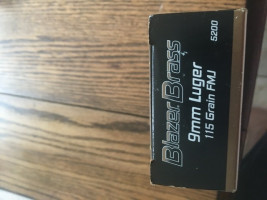 Blazer Brass
9mm Luger
115 Grain FMJ
5200